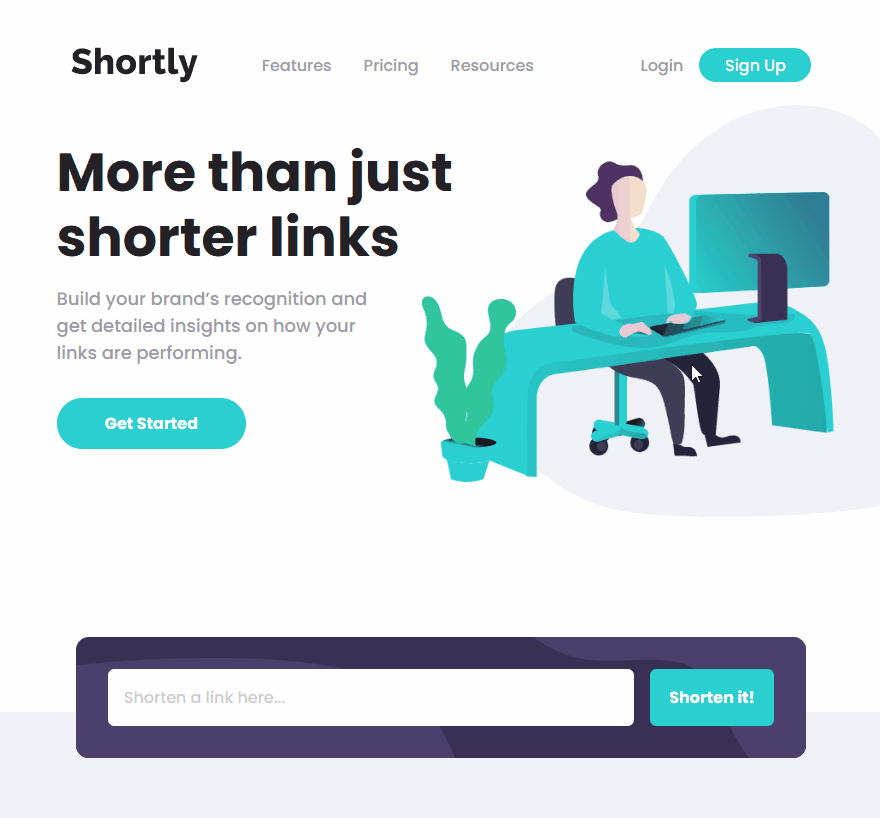 Shortly
Features
Pricing
Resources
Login
Sign Up
More than just
shorter links
Build your brand’s recognition and
get detailed insights on how your
links are performing.
Get Started
Shorten a link here...
Shorten it!